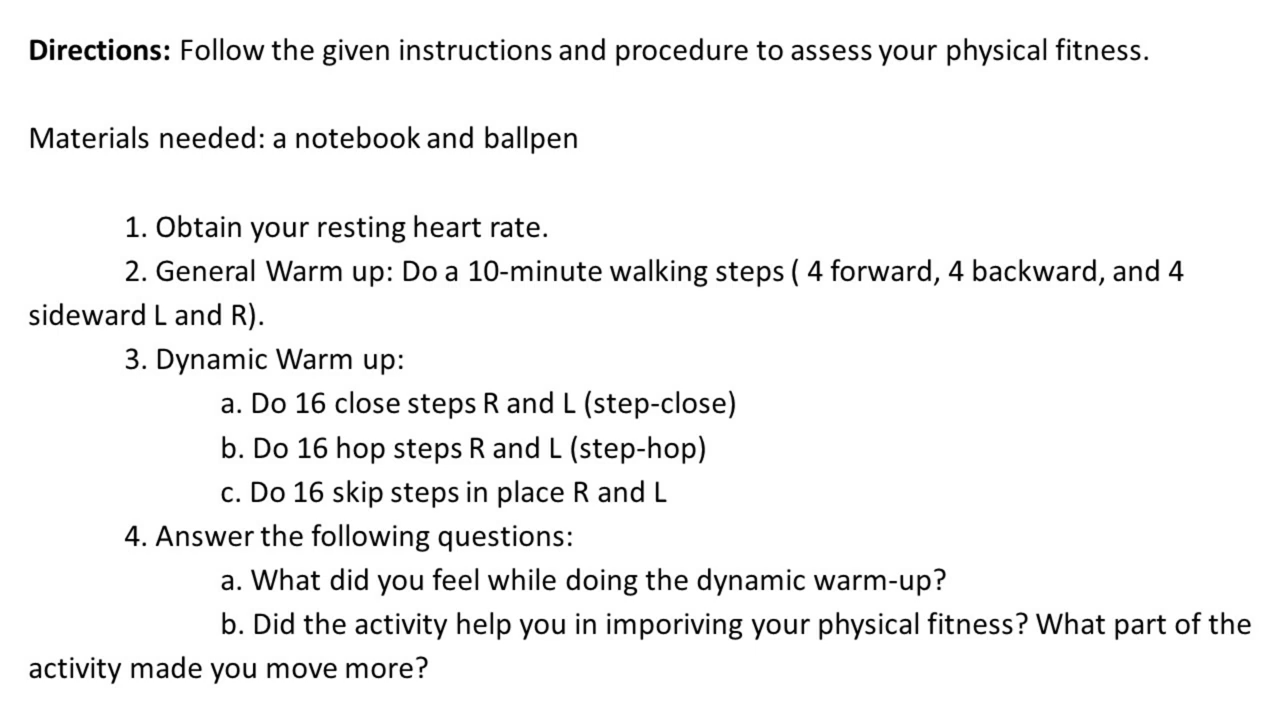 Directions: Follow the given instructions and procedure to assess your physical fitness.
Materials needed: a notebook and ballpen
1. Obtain your resting heart rate.
2. General Warm up: Do a 10-minute walking steps ( 4 forward, 4 backward, and 4
sideward L and R).
3. Dynamic Warm up:
a. Do 16 close steps R and L (step-close)
b. Do 16 hop steps R and L (step-hop)
c. Do 16 skip steps in place R and L
4. Answer the following questions:
a. What did you feel while doing the dynamic warm-up?
b. Did the activity help you in imporiving your physical fitness? What part of the
activity made you move more?